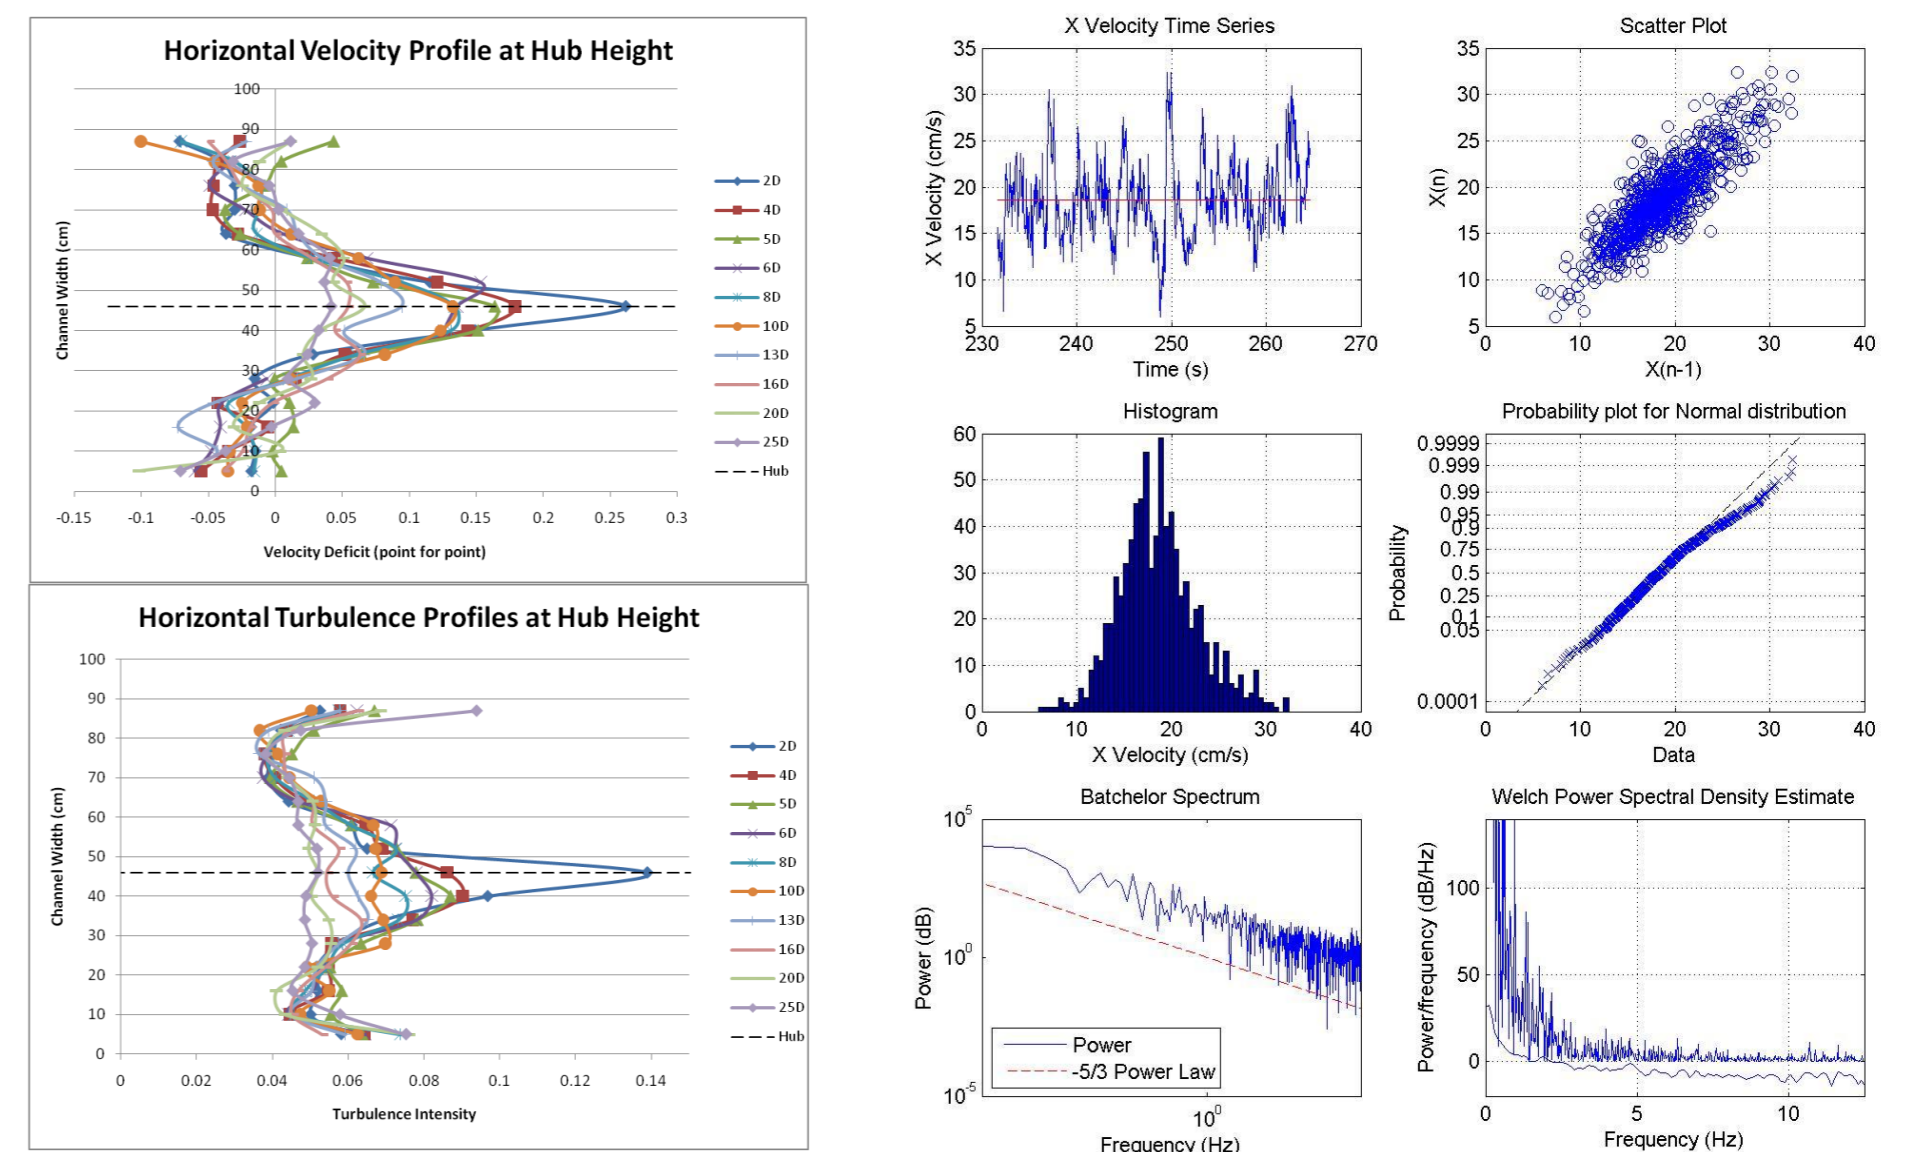 Horizontal Velocity Profile at Hub Height
100
90
80
70
60
50
40
30
20
10
0
Channel Width (cm)
-0.15 -0.1 -0.05 0 0.05 0.1 0.15 0.2 0.25 0.3
Velocity Deficit (point for point)
2D
4D
5D
6D
8D
10D
13D
16D
20D
25D
Hub
Horizontal Turbulence Profiles at Hub Height
100
90
80
70
60
50
40
30
20
10
0
Channel Width (cm)
0 0.02 0.04 0.06 0.08 0.1 0.12 0.14
Turbulence Intensity
2D
4D
5D
6D
8D
10D
13D
16D
20D
25D
Hub
X Velocity Time Series
35
30
25
20
15
10
5
X Velocity (cm/s)
230 240 250 260 270
Time (s)
Scatter Plot
35
30
25
20
15
10
5
X(n)
0 10 20 30 40
X(n-1)
Histogram
60
50
40
30
20
10
0
0 10 20 30 40
X Velocity (cm/s)
Probability plot for Normal distribution
0.9999
0.999
0.99
0.95
0.9
0.75
0.5
0.25
0.1
0.05
0.0001
Probability
0 10 20 30 40
Data
Batchelor Spectrum
10^5
10^0
10^-5
Power (dB)
Power
-5/3 Power Law
10^0
Frequency (Hz)
Welch Power Spectral Density Estimate
100
50
0
Power/frequency (dB/Hz)
0 5 10
Frequency (Hz)